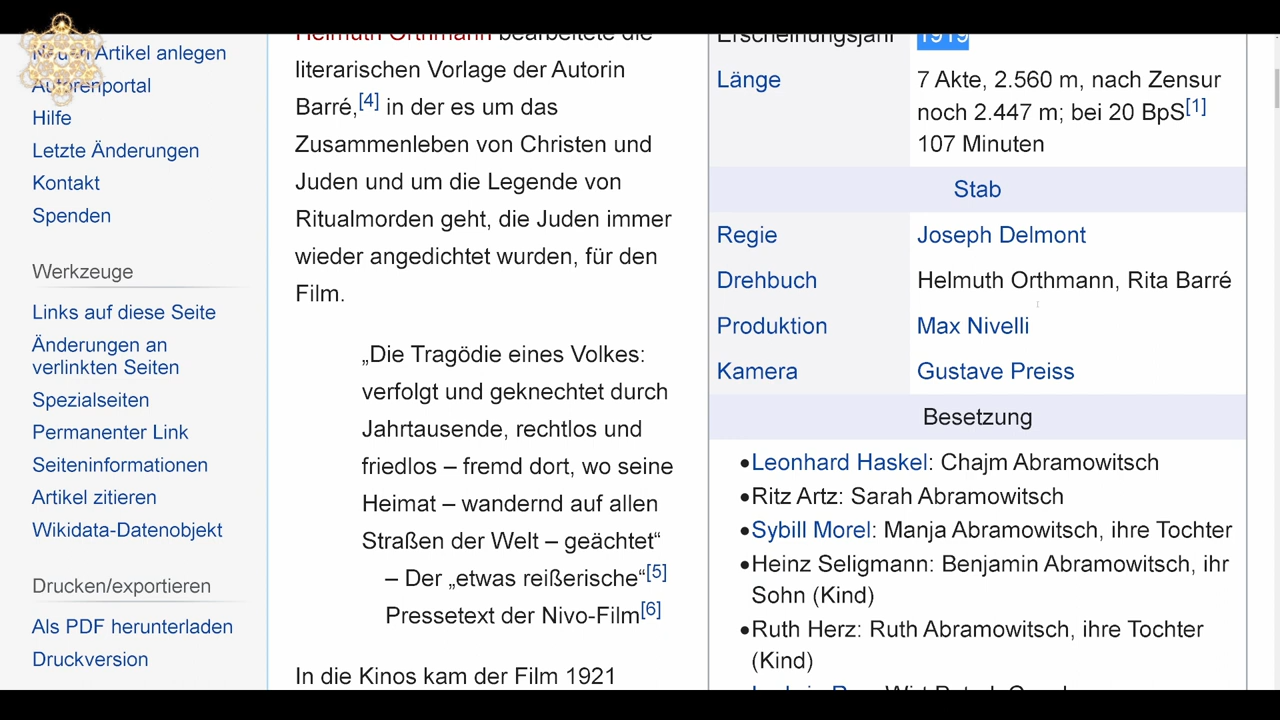 Neuen Artikel anlegen
Autorenportal
Hilfe
Letzte Änderungen
Kontakt
Spenden
Werkzeuge
Links auf diese Seite
Änderungen an
verlinkten Seiten
Spezialseiten
Permanenter Link
Seiteninformationen
Artikel zitieren
Wikidata-Datenobjekt
Drucken/exportieren
Als PDF herunterladen
Druckversion
Helmuth Orthmann bearbeitete die
literarischen Vorlage der Autorin
Barré,[4] in der es um das
Zusammenleben von Christen und
Juden und um die Legende von
Ritualmorden geht, die Juden immer
wieder angedichtet wurden, für den
Film.
„Die Tragödie eines Volkes:
verfolgt und geknechtet durch
Jahrtausende, rechtlos und
friedlos – fremd dort, wo seine
Heimat – wandernd auf allen
Straßen der Welt – geächtet“
– Der „etwas reißerische“[5]
Pressetext der Nivo-Film[6]
In die Kinos kam der Film 1921
Erscheinungsjahr 1919
Länge 7 Akte, 2.560 m, nach Zensur
noch 2.447 m; bei 20 BpS[1]
107 Minuten
Stab
Regie Joseph Delmont
Drehbuch Helmuth Orthmann, Rita Barré
Produktion Max Nivelli
Kamera Gustave Preiss
Besetzung
•Leonhard Haskel: Chajm Abramowitsch
•Ritz Artz: Sarah Abramowitsch
•Sybill Morel: Manja Abramowitsch, ihre Tochter
•Heinz Seligmann: Benjamin Abramowitsch, ihr
Sohn (Kind)
•Ruth Herz: Ruth Abramowitsch, ihre Tochter
(Kind)